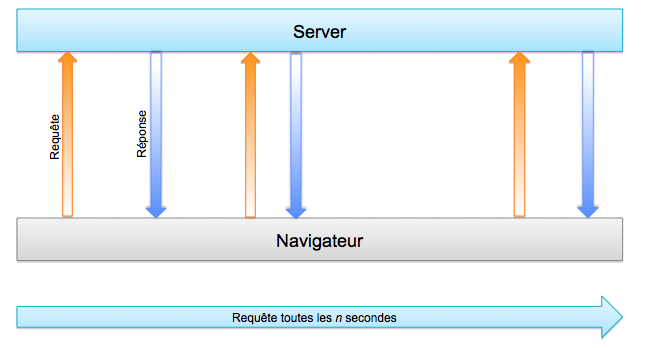 Server
Requête
Réponse
Navigateur
Requête toutes les n secondes